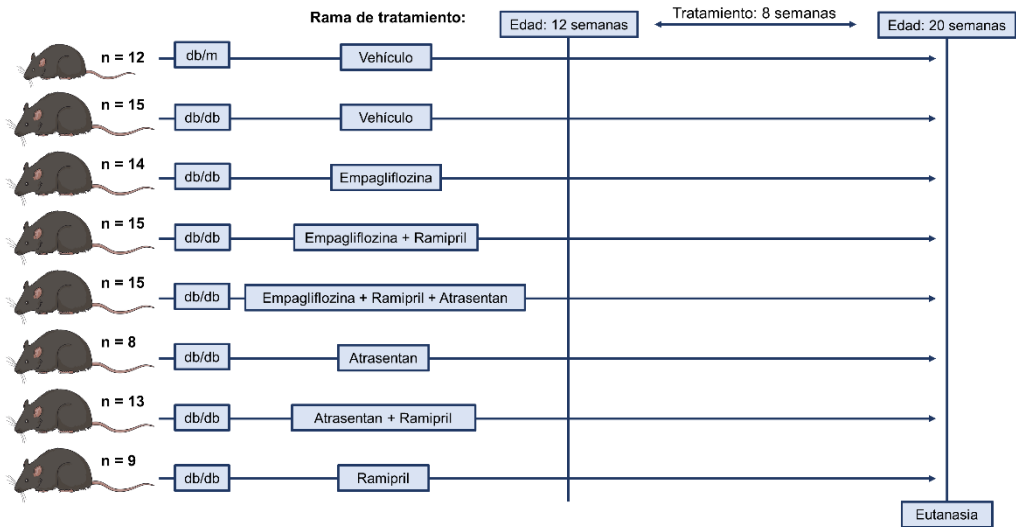 Rama de tratamiento:
Edad: 12 semanas
Tratamiento: 8 semanas
Edad: 20 semanas
n = 12
db/m
Vehículo
n = 15
db/db
Vehículo
n = 14
db/db
Empagliflozina
n = 15
db/db
Empagliflozina + Ramipril
n = 15
db/db
Empagliflozina + Ramipril + Atrasentan
n = 8
db/db
Atrasentan
n = 13
db/db
Atrasentan + Ramipril
n = 9
db/db
Ramipril
Eutanasia